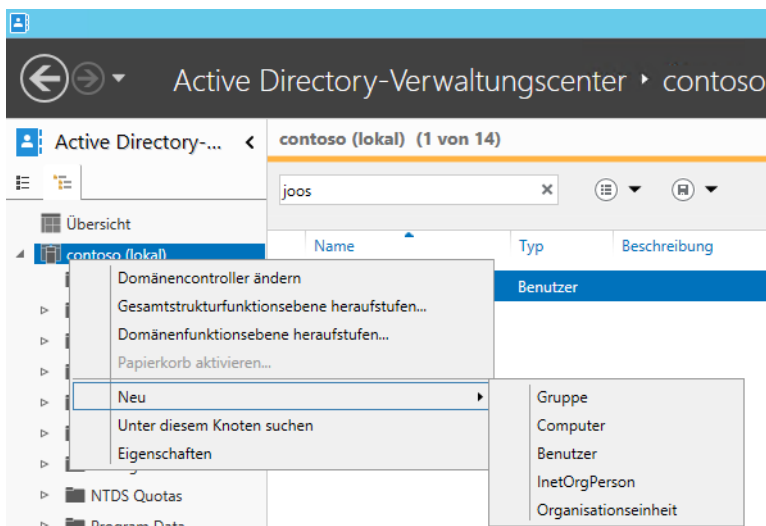 Active Directory-Verwaltungscenter ‣ contoso
Active Directory-...
contoso (lokal) (1 von 14)
joos
Übersicht
Name Typ Beschreibung
contoso (lokal)
Domänencontroller ändern
Benutzer
Gesamtstrukturfunktionsebene heraufstufen...
Domänenfunktionsebene heraufstufen...
Papierkorb aktivieren...
Neu
Gruppe
Unter diesem Knoten suchen
Computer
Eigenschaften
Benutzer
InetOrgPerson
NTDS Quotas
Organisationseinheit
Program Data